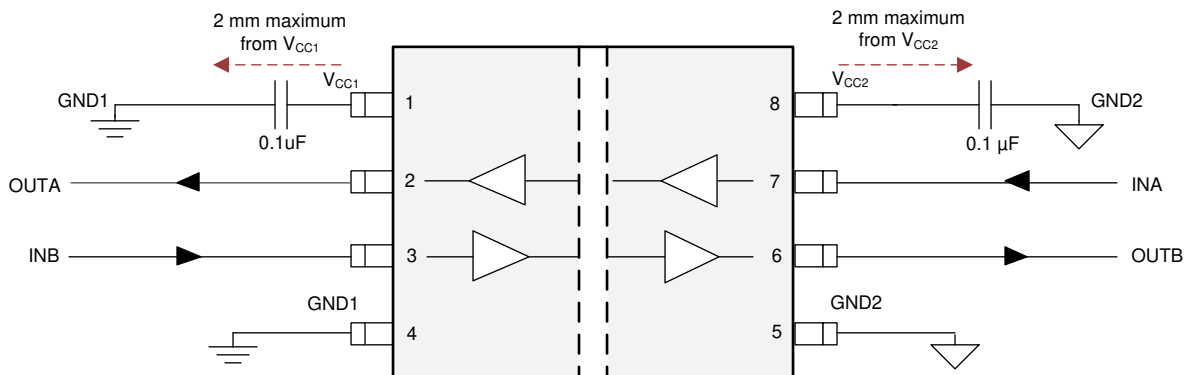 2 mm maximum
from VCC1
2 mm maximum
from VCC2
VCC1
VCC2
GND1
1
8
GND2
0.1uF
0.1 µF
OUTA
2
7
INA
INB
3
6
OUTB
GND1
GND2
4
5